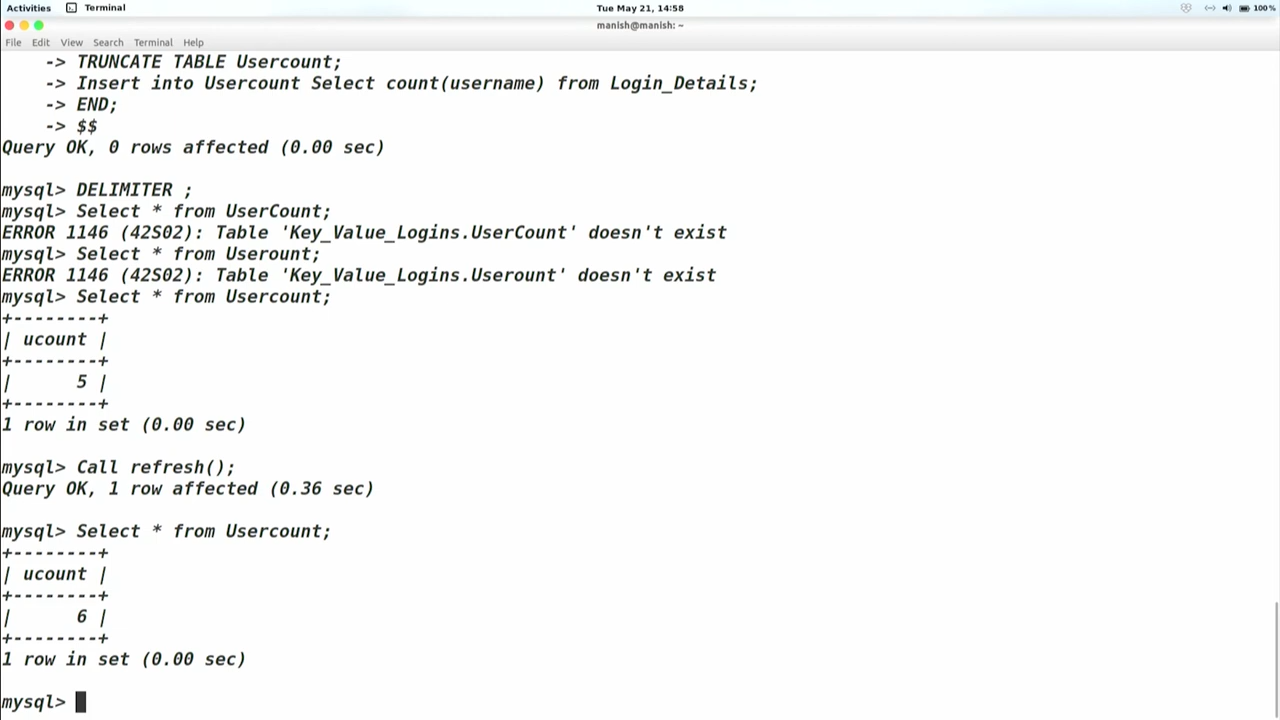 Activities Terminal Tue May 21, 14:58 100%
manish@manish: ~
File Edit View Search Terminal Help
-> TRUNCATE TABLE Usercount;
-> Insert into Usercount Select count(username) from Login_Details;
-> END;
-> $$
Query OK, 0 rows affected (0.00 sec)
mysql> DELIMITER ;
mysql> Select * from UserCount;
ERROR 1146 (42S02): Table 'Key_Value_Logins.UserCount' doesn't exist
mysql> Select * from Userount;
ERROR 1146 (42S02): Table 'Key_Value_Logins.Userount' doesn't exist
mysql> Select * from Usercount;
+--------+
| ucount |
+--------+
| 5 |
+--------+
1 row in set (0.00 sec)
mysql> Call refresh();
Query OK, 1 row affected (0.36 sec)
mysql> Select * from Usercount;
+--------+
| ucount |
+--------+
| 6 |
+--------+
1 row in set (0.00 sec)
mysql>